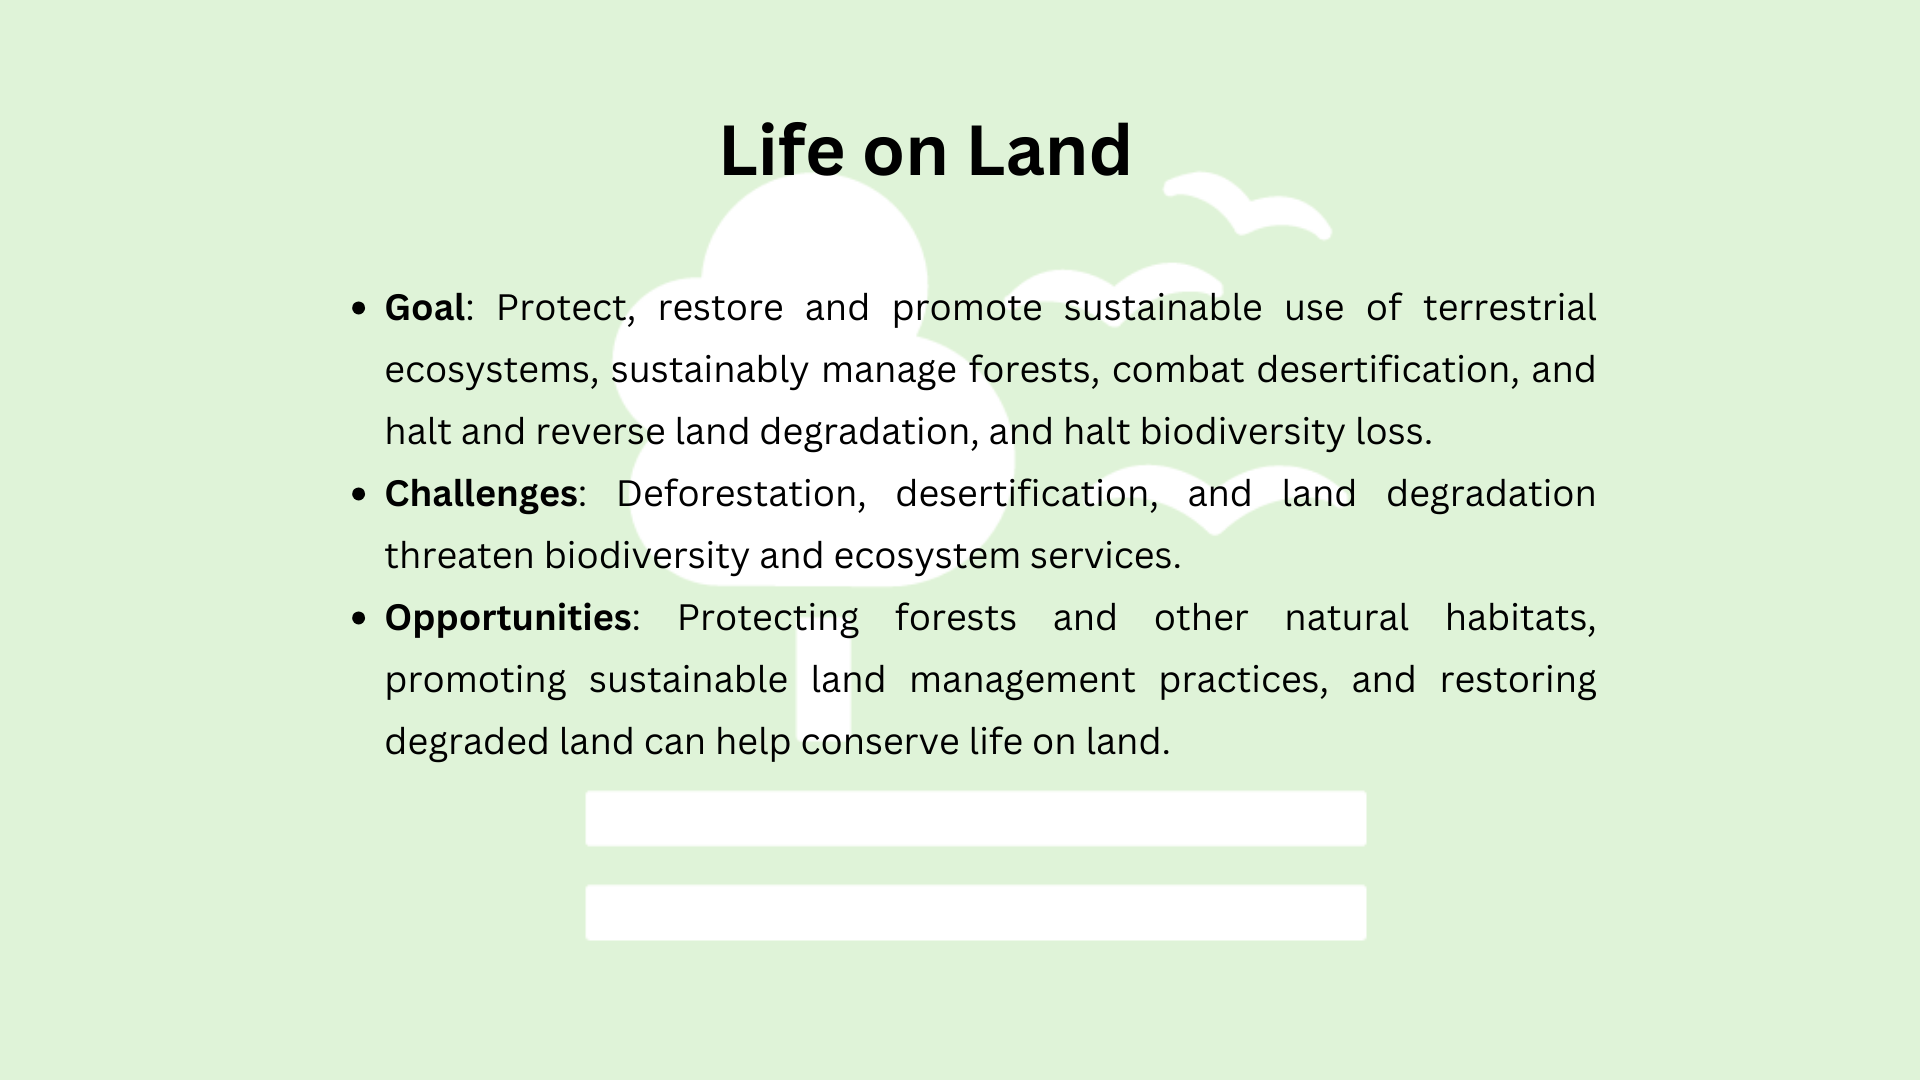 Life on Land
• Goal: Protect, restore and promote sustainable use of terrestrial
ecosystems, sustainably manage forests, combat desertification, and
halt and reverse land degradation, and halt biodiversity loss.
• Challenges: Deforestation, desertification, and land degradation
threaten biodiversity and ecosystem services.
• Opportunities: Protecting forests and other natural habitats,
promoting sustainable land management practices, and restoring
degraded land can help conserve life on land.